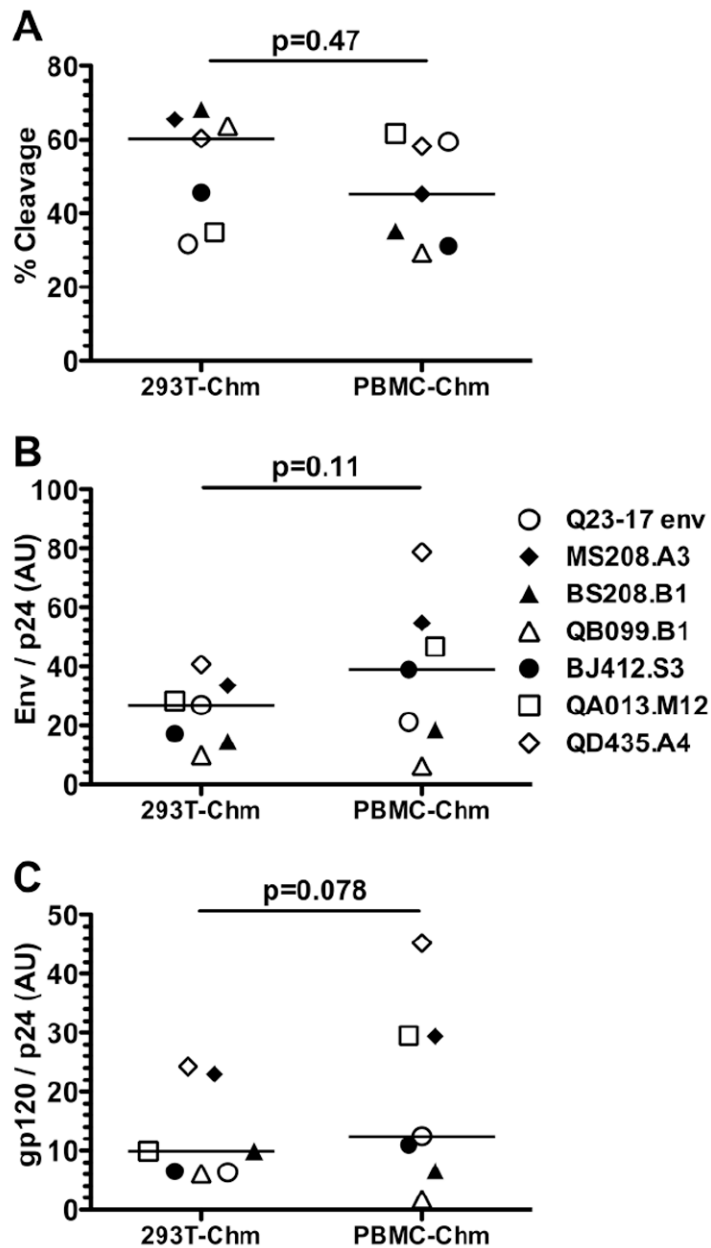 A
p=0.47
80
60
40
20
0
% Cleavage
293T-Chm PBMC-Chm
B
p=0.11
100
80
60
40
20
0
Env / p24 (AU)
293T-Chm PBMC-Chm
Q23-17 env
MS208.A3
BS208.B1
QB099.B1
BJ412.S3
QA013.M12
QD435.A4
C
p=0.078
50
40
30
20
10
0
gp120 / p24 (AU)
293T-Chm PBMC-Chm